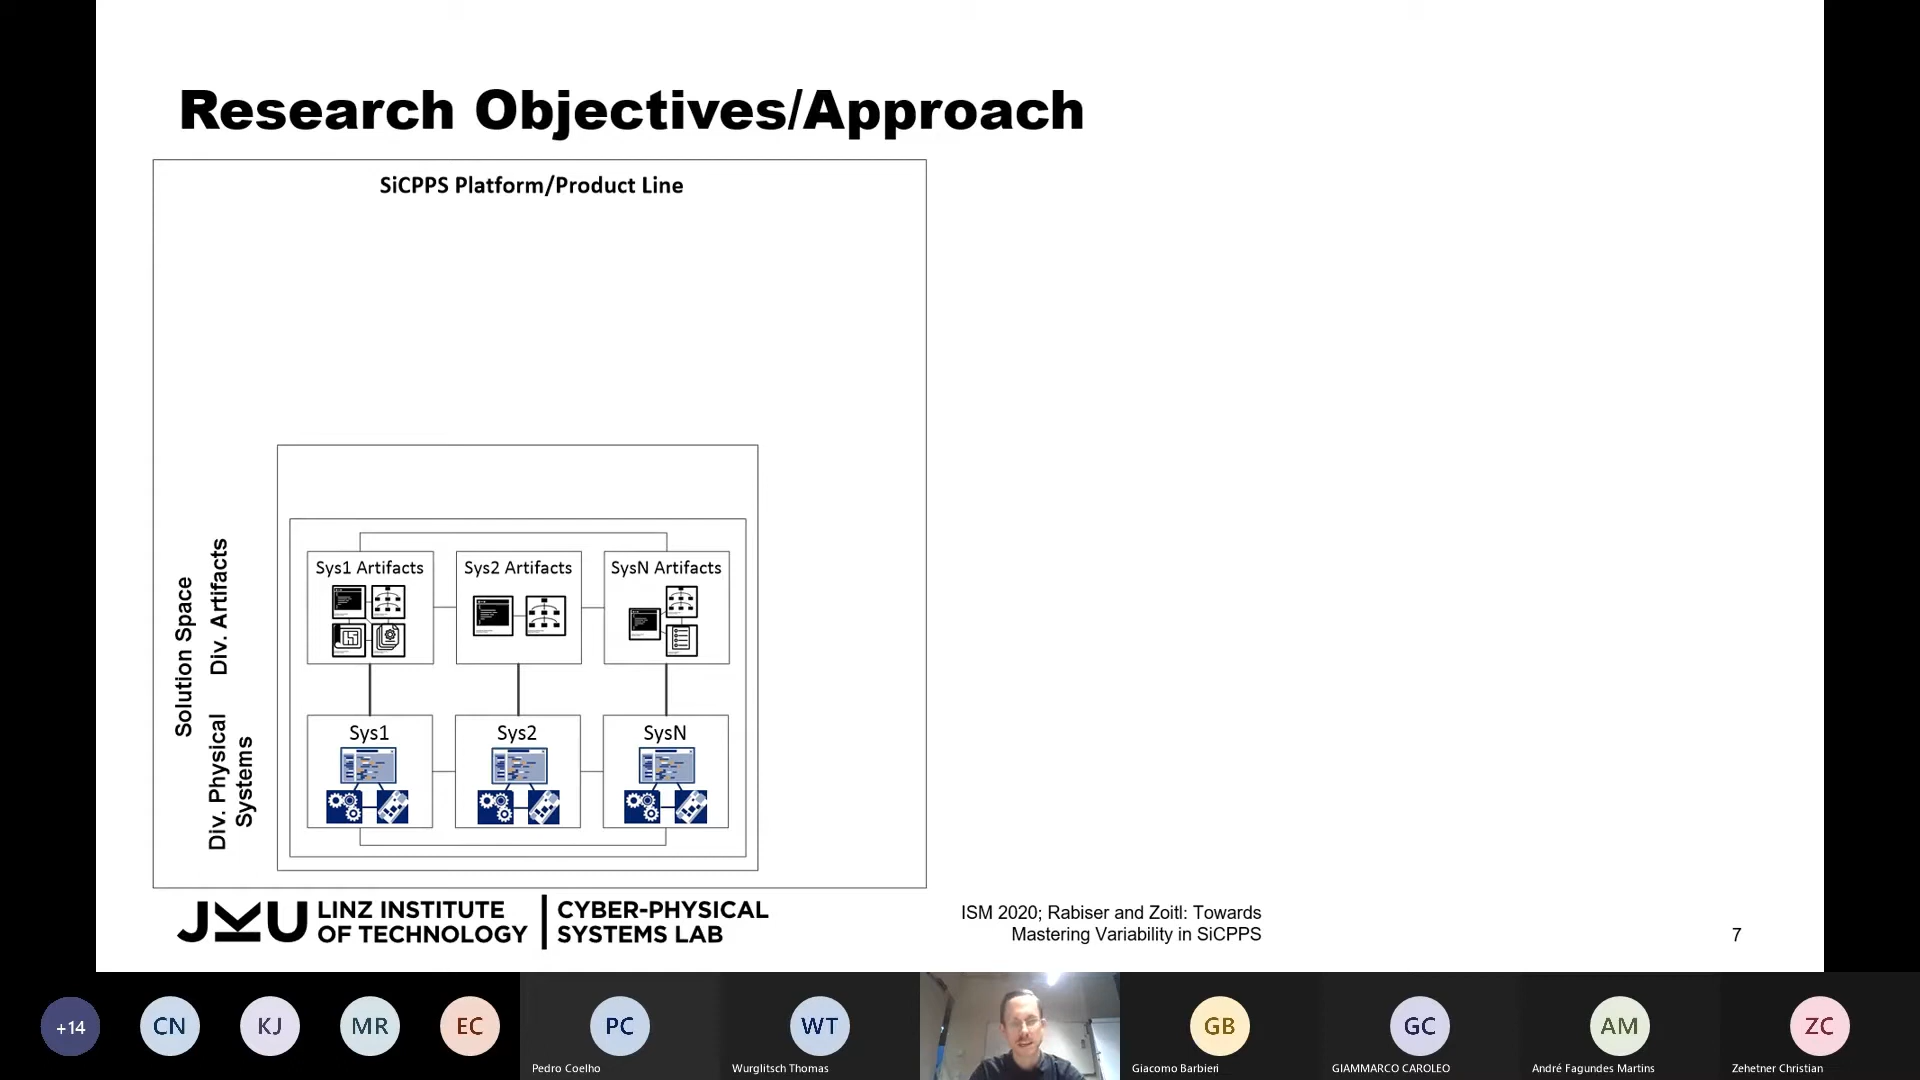 Research Objectives/Approach
SiCPPS Platform/Product Line
Solution Space
Div. Artifacts
Div. Physical
Systems
Sys1 Artifacts
Sys2 Artifacts
SysN Artifacts
Sys1
Sys2
SysN
JKU
LINZ INSTITUTE
OF TECHNOLOGY
CYBER-PHYSICAL
SYSTEMS LAB
ISM 2020; Rabiser and Zoitl: Towards
Mastering Variability in SiCPPS
7
+14
CN
KJ
MR
EC
PC
WT
GB
GC
AM
ZC
Pedro Coelho
Wurglitsch Thomas
Giacomo Barbieri
GIAMMARCO CAROLEO
André Fagundes Martins
Zehetner Christian